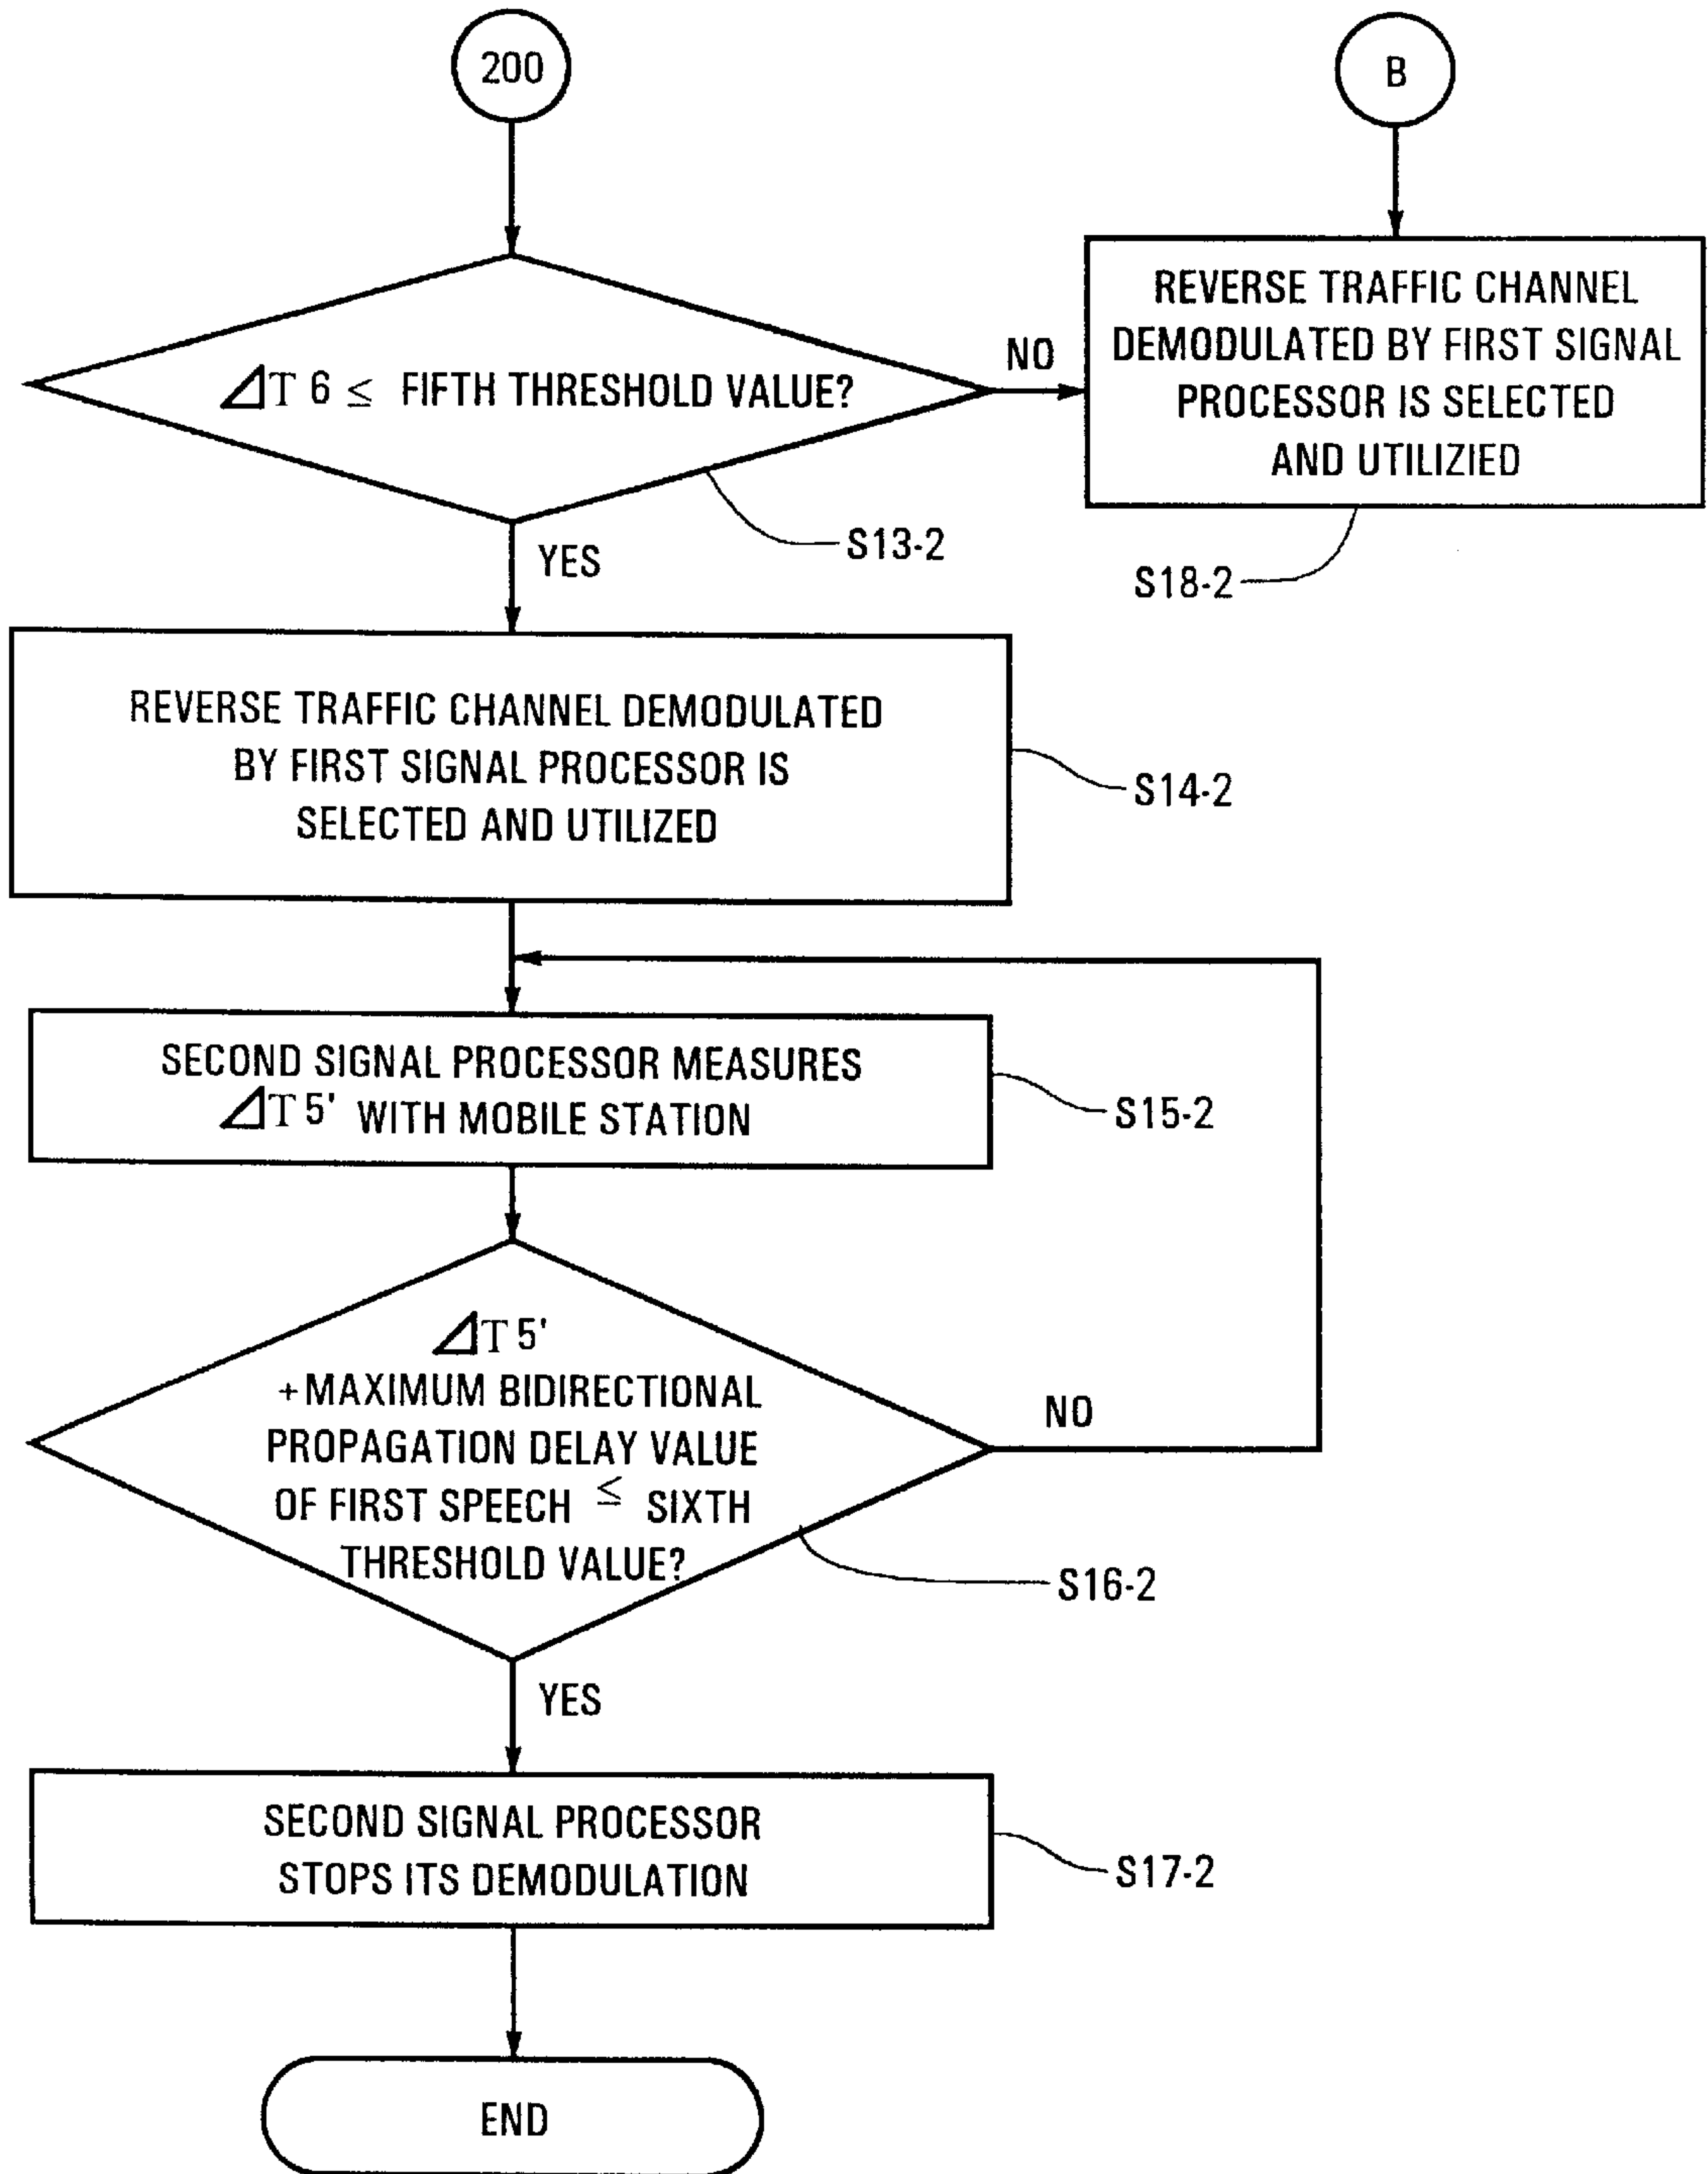 200
B
ΔT 6 ≤ FIFTH THRESHOLD VALUE?
NO
REVERSE TRAFFIC CHANNEL
DEMODULATED BY FIRST SIGNAL
PROCESSOR IS SELECTED
AND UTILIZIED
S13-2
S18-2
YES
REVERSE TRAFFIC CHANNEL DEMODULATED
BY FIRST SIGNAL PROCESSOR IS
SELECTED AND UTILIZED
S14-2
SECOND SIGNAL PROCESSOR MEASURES
ΔT 5' WITH MOBILE STATION
S15-2
ΔT 5'
+MAXIMUM BIDIRECTIONAL
PROPAGATION DELAY VALUE
OF FIRST SPEECH ≤ SIXTH
THRESHOLD VALUE?
NO
S16-2
YES
SECOND SIGNAL PROCESSOR
STOPS ITS DEMODULATION
S17-2
END